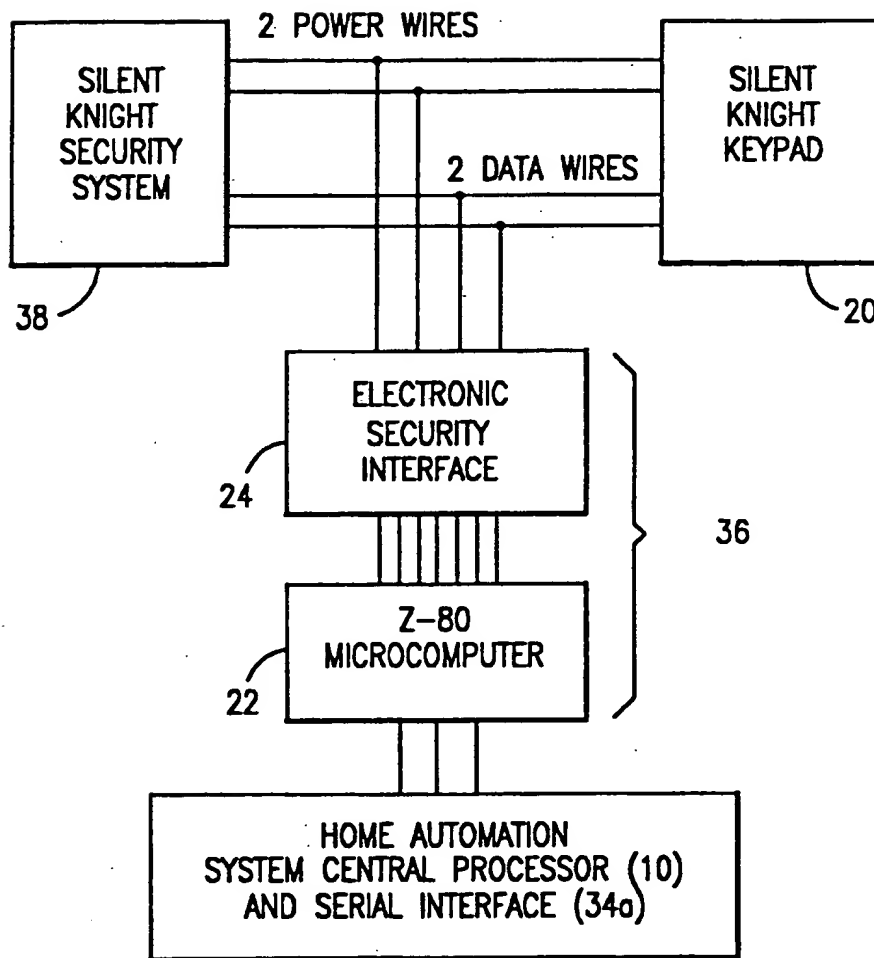 2 POWER WIRES
SILENT
KNIGHT
SECURITY
SYSTEM
SILENT
KNIGHT
KEYPAD
2 DATA WIRES
38
20
ELECTRONIC
SECURITY
INTERFACE
24
36
Z-80
MICROCOMPUTER
22
HOME AUTOMATION
SYSTEM CENTRAL PROCESSOR (10)
AND SERIAL INTERFACE (34a)